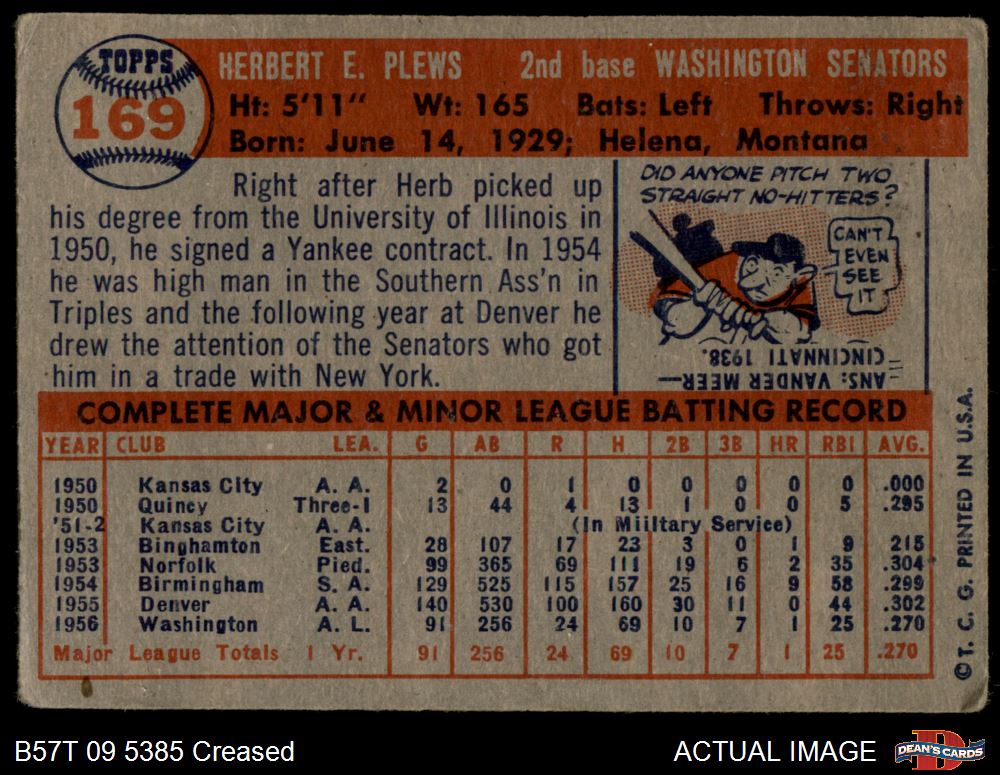 TOPPS
169
HERBERT E. PLEWS 2nd base WASHINGTON SENATORS
Ht: 5'11" Wt: 165 Bats: Left Throws: Right
Born: June 14, 1929; Helena, Montana
Right after Herb picked up
his degree from the University of Illinois in
1950, he signed a Yankee contract. In 1954
he was high man in the Southern Ass'n in
Triples and the following year at Denver he
drew the attention of the Senators who got
him in a trade with New York.
DID ANYONE PITCH TWO
STRAIGHT NO-HITTERS?
CAN'T
EVEN
SEE
IT
ANS: VANDER MEER—
CINCINNATI 1938.
COMPLETE MAJOR & MINOR LEAGUE BATTING RECORD
YEAR CLUB LEA. G AB R H 2B 3B HR RBI AVG.
1950 Kansas City A. A. 2 0 1 0 0 0 0 0 .000
1950 Quincy Three-I 13 44 4 13 1 0 0 5 .295
'51-2 Kansas City A. A. (In Miiltary Service)
1953 Binghamton East. 28 107 17 23 3 0 1 9 .215
1953 Norfolk Pied. 99 365 69 111 19 6 2 35 .304
1954 Birmingham S. A. 129 525 115 157 25 16 9 58 .299
1955 Denver A. A. 140 530 100 160 30 11 0 44 .302
1956 Washington A. L. 91 256 24 69 10 7 1 25 .270
Major League Totals 1 Yr. 91 256 24 69 10 7 1 25 .270
© T. C. G. PRINTED IN U.S.A.
B57T 09 5385 Creased
ACTUAL IMAGE
DEAN'S CARDS